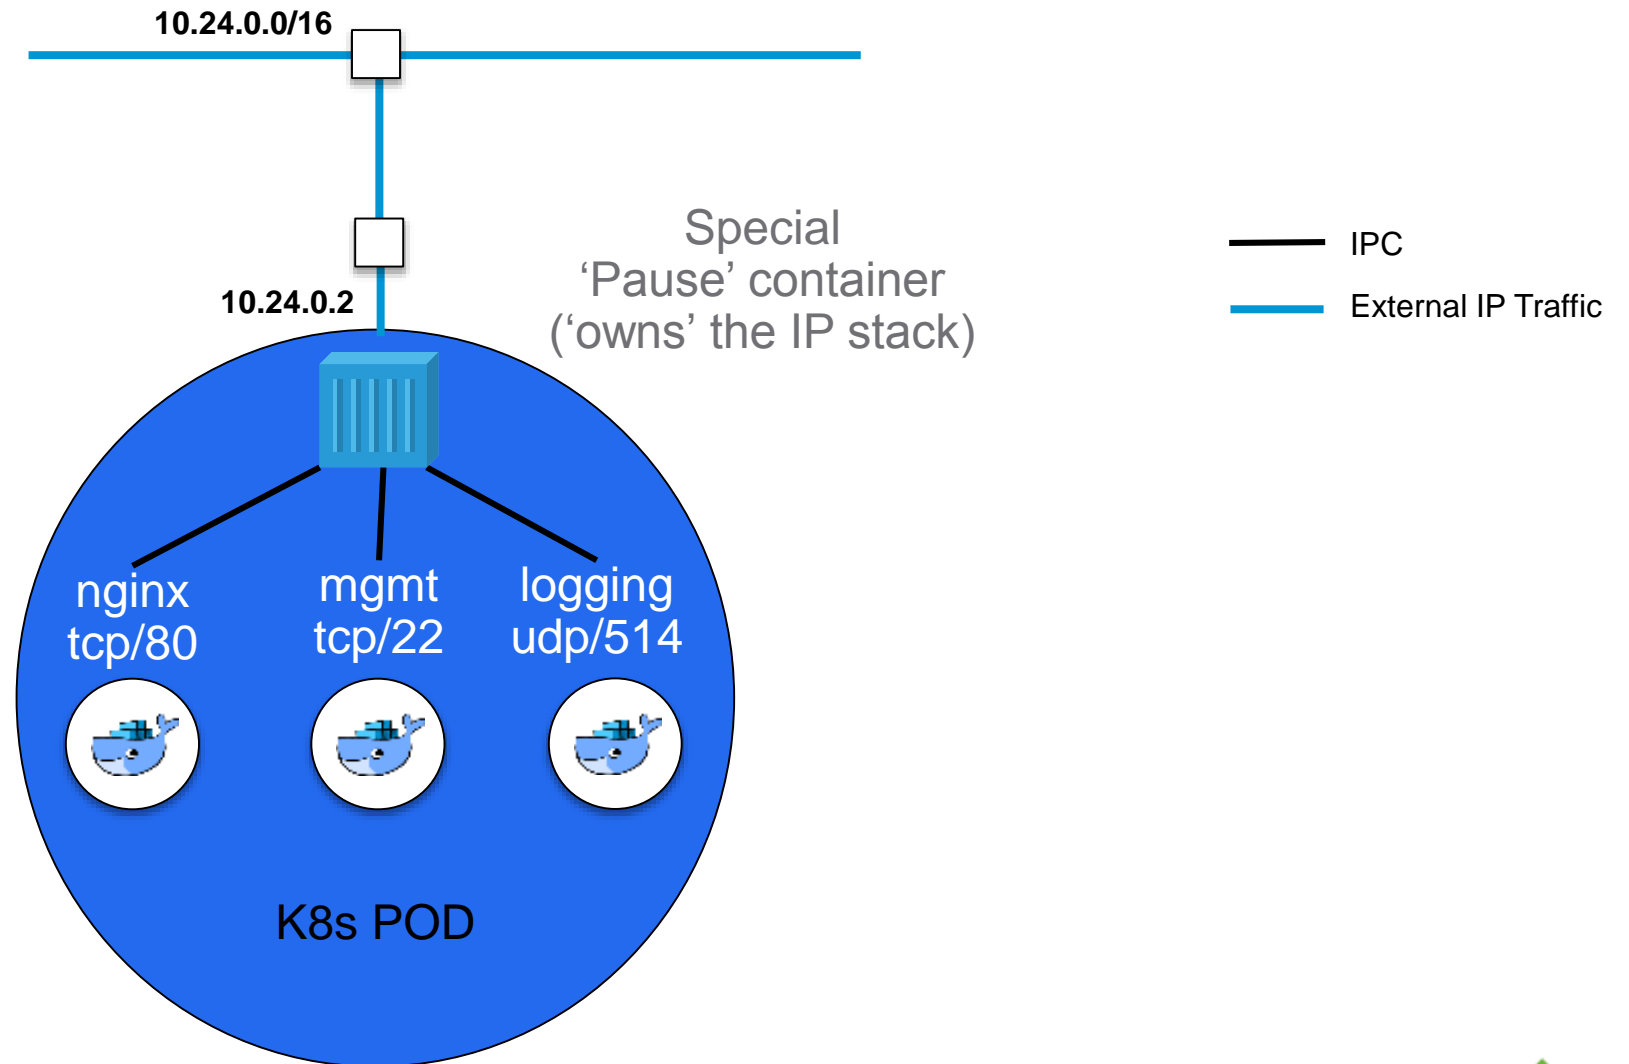 10.24.0.0/16
Special
‘Pause’ container
(‘owns’ the IP stack)
IPC
External IP Traffic
10.24.0.2
nginx
tcp/80
mgmt
tcp/22
logging
udp/514
K8s POD